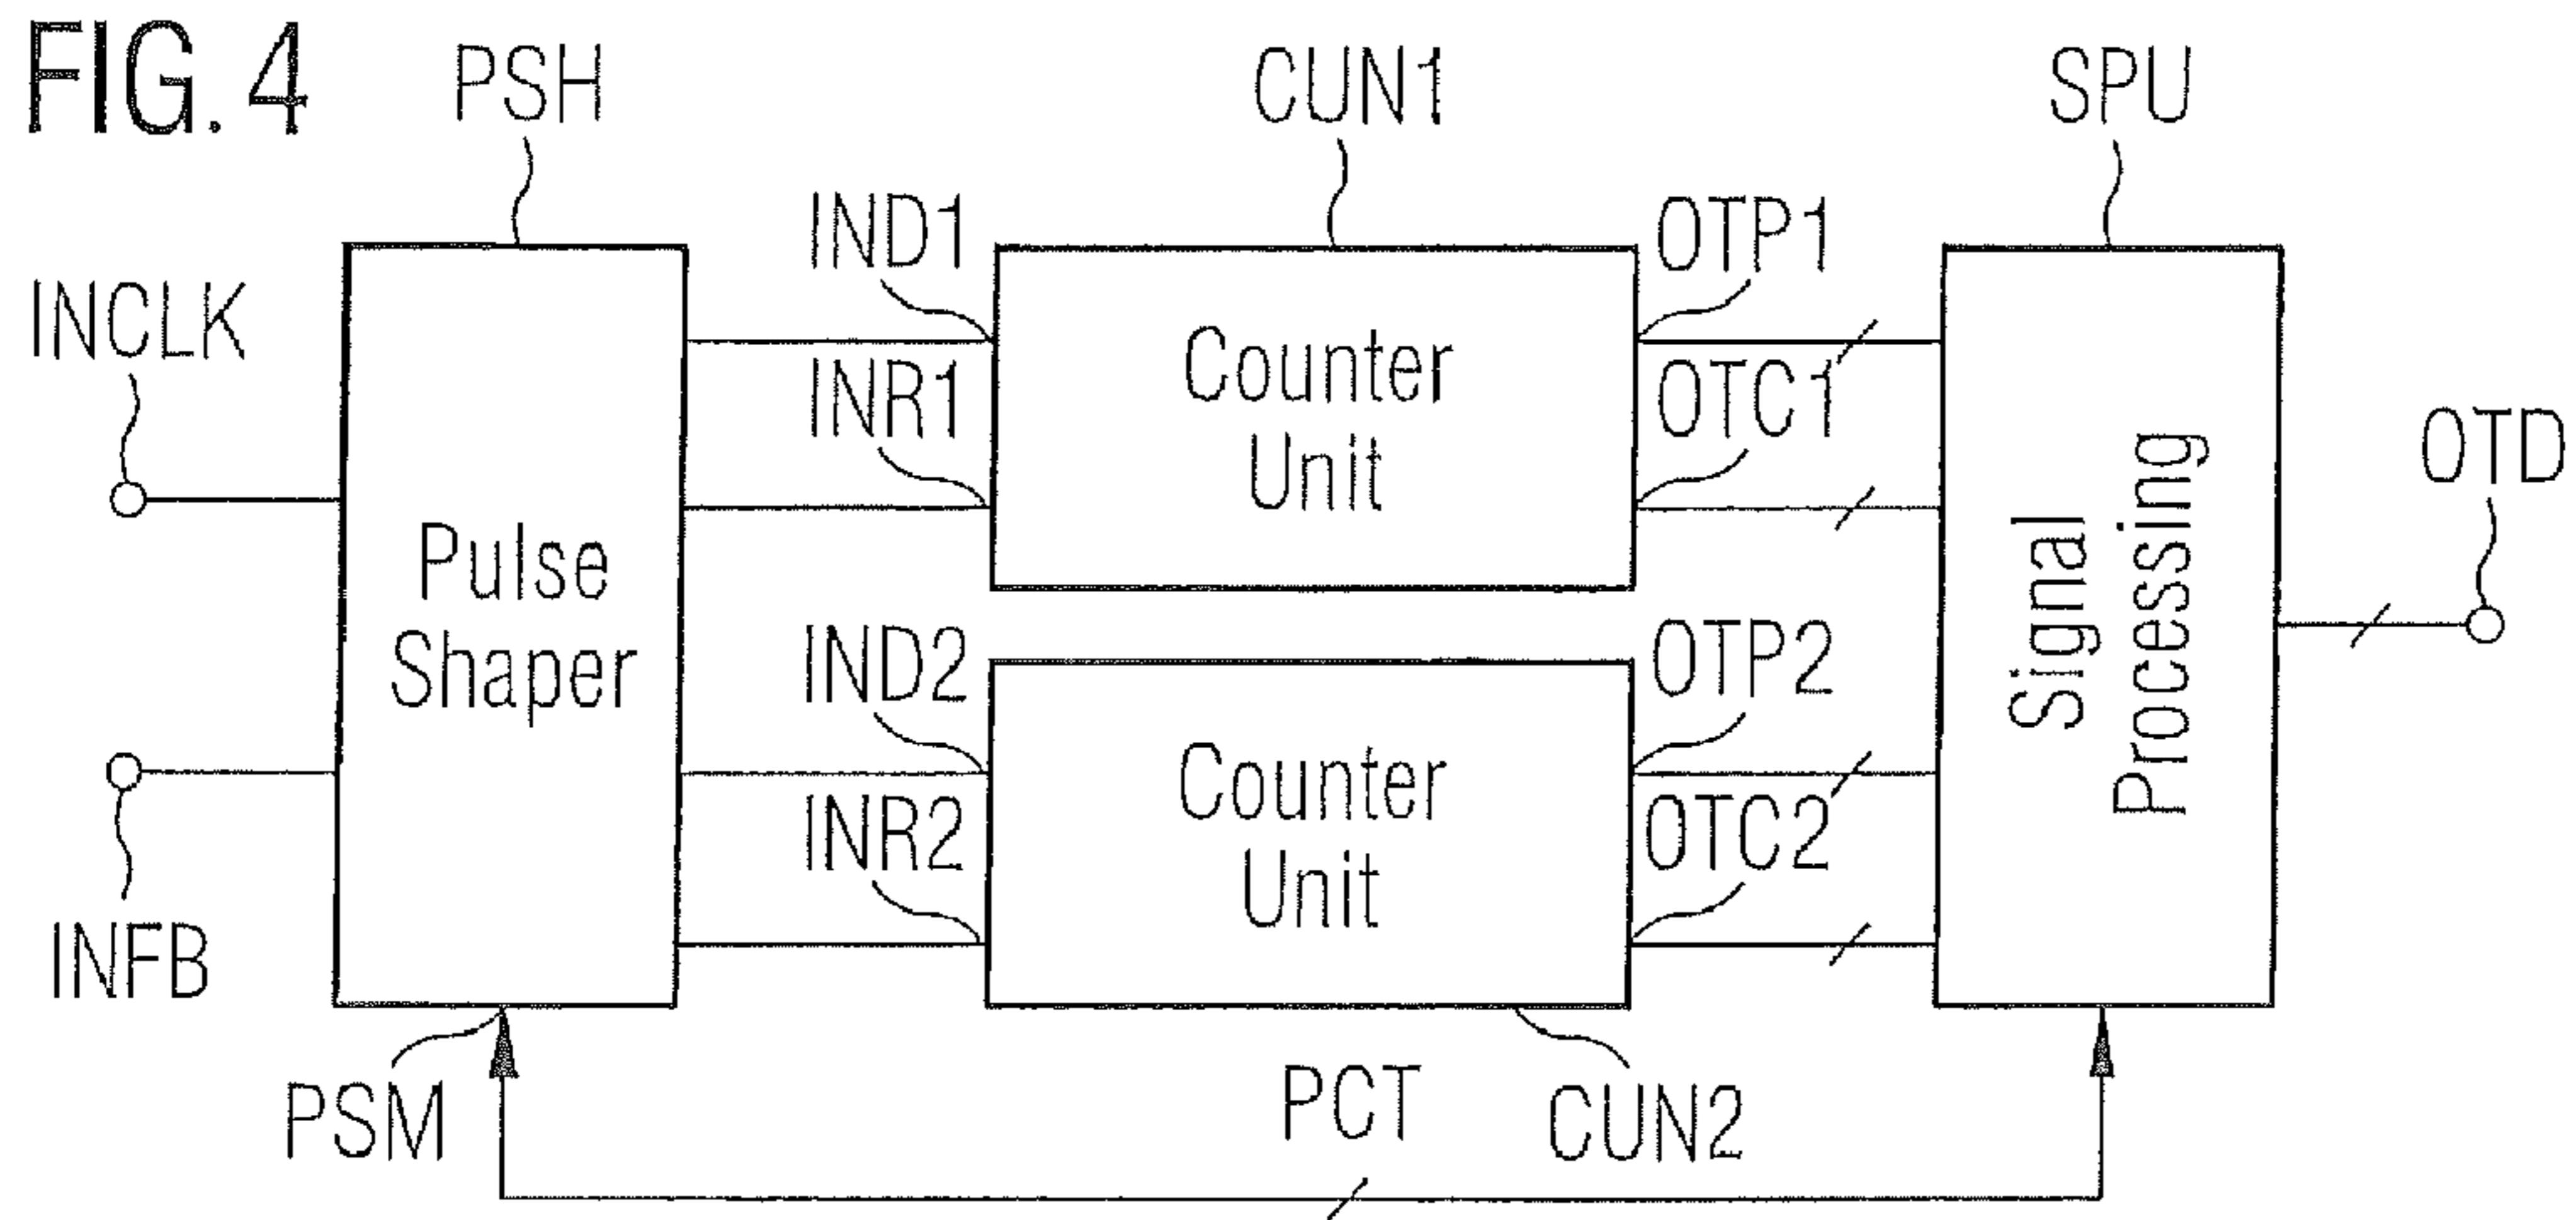 FIG. 4
PSH
CUN1
SPU
INCLK
IND1
OTP1
INR1
OTC1
OTD
Pulse
Shaper
Counter
Unit
Signal
Processing
IND2
OTP2
INR2
OTC2
Counter
Unit
INFB
PSM
PCT
CUN2